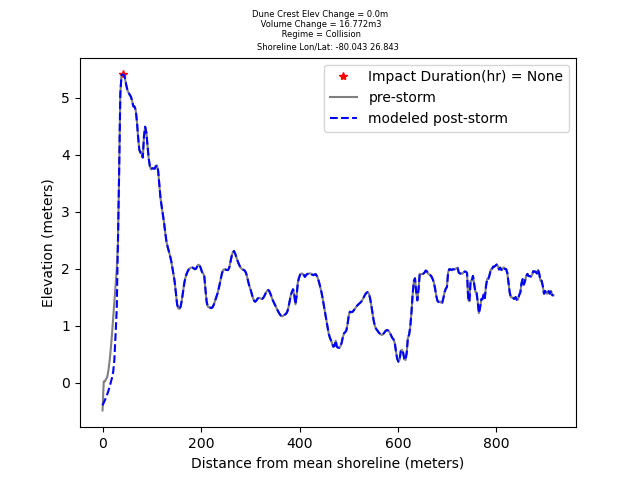 Dune Crest Elev Change = 0.0m
Volume Change = 16.772m3
Regime = Collision
Shoreline Lon/Lat: -80.043 26.843
Impact Duration(hr) = None
pre-storm
modeled post-storm
Elevation (meters)
5
4
3
2
1
0
0 200 400 600 800
Distance from mean shoreline (meters)